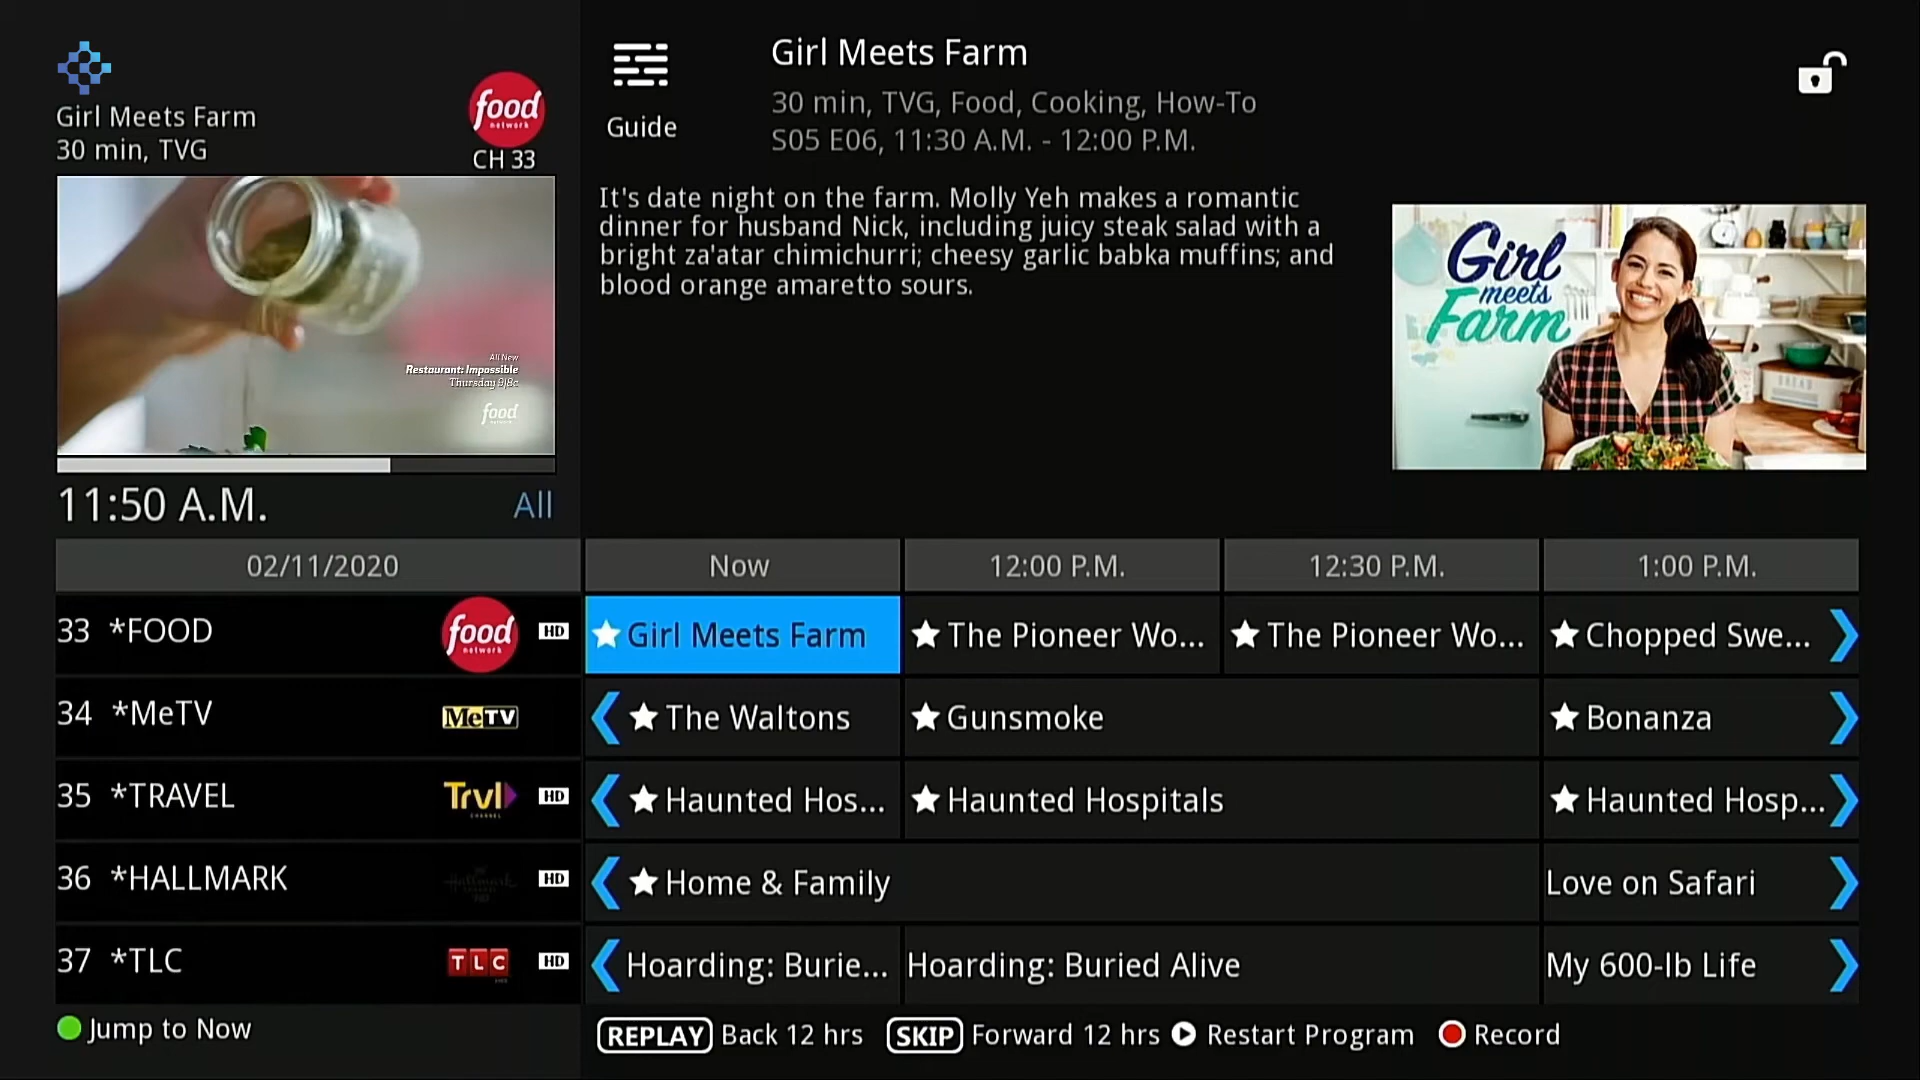 Girl Meets Farm
30 min, TVG
food
network
CH 33
All New
Restaurant: Impossible
Thursday 9|8c
food
11:50 A.M.
All
Guide
Girl Meets Farm
30 min, TVG, Food, Cooking, How-To
S05 E06, 11:30 A.M. - 12:00 P.M.
It's date night on the farm. Molly Yeh makes a romantic
dinner for husband Nick, including juicy steak salad with a
bright za'atar chimichurri; cheesy garlic babka muffins; and
blood orange amaretto sours.
Girl
meets
Farm
BREAD
02/11/2020 Now 12:00 P.M. 12:30 P.M. 1:00 P.M.
33 *FOOD food network HD Girl Meets Farm The Pioneer Wo... The Pioneer Wo... Chopped Swe...
34 *MeTV MeTV The Waltons Gunsmoke Bonanza
35 *TRAVEL Trvl CHANNEL HD Haunted Hos... Haunted Hospitals Haunted Hosp...
36 *HALLMARK Hallmark HD Home & Family Love on Safari
37 *TLC TLC HD Hoarding: Burie... Hoarding: Buried Alive My 600-lb Life
Jump to Now REPLAY Back 12 hrs SKIP Forward 12 hrs Restart Program Record